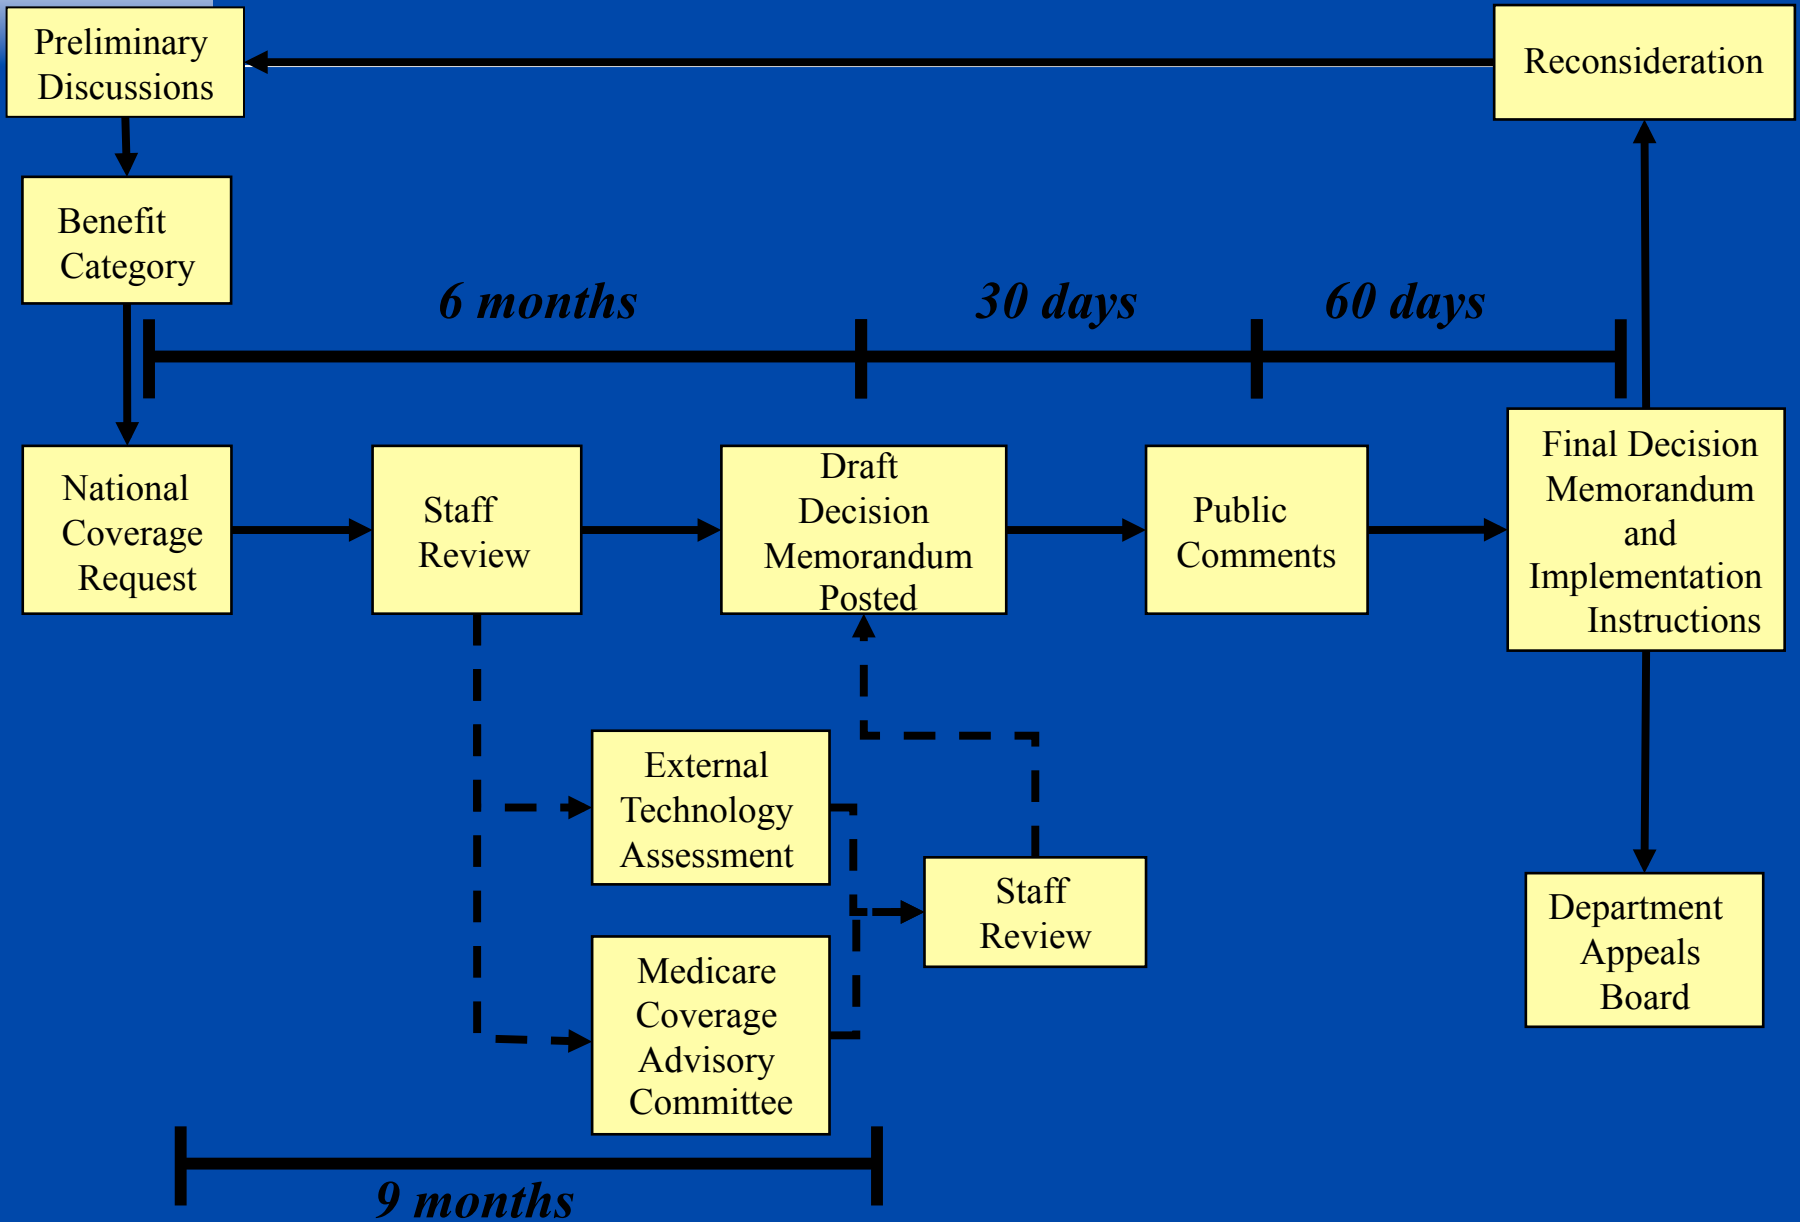 Preliminary
Discussions
Reconsideration
Benefit
Category
6 months
30 days
60 days
National
Coverage
Request
Staff
Review
Draft
Decision
Memorandum
Posted
Public
Comments
Final Decision
Memorandum
and
Implementation
Instructions
External
Technology
Assessment
Staff
Review
Medicare
Coverage
Advisory
Committee
Department
Appeals
Board
9 months